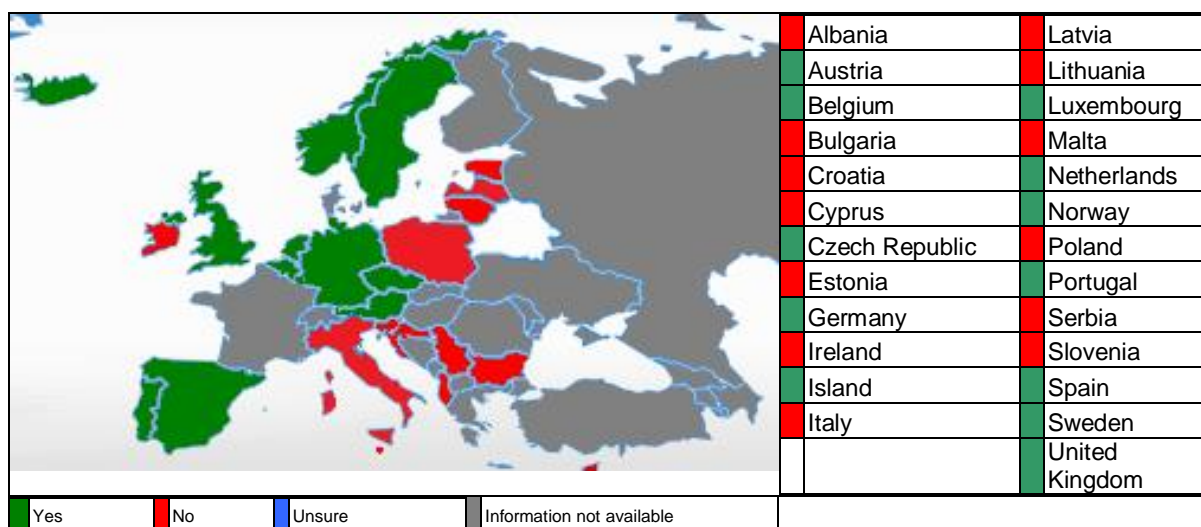 Albania Latvia
Austria Lithuania
Belgium Luxembourg
Bulgaria Malta
Croatia Netherlands
Cyprus Norway
Czech Republic Poland
Estonia Portugal
Germany Serbia
Ireland Slovenia
Island Spain
Italy Sweden
United
Kingdom
Yes No Unsure Information not available